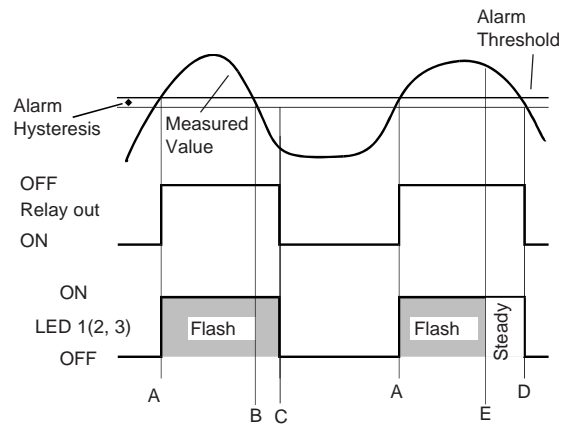 Alarm
Threshold
Alarm
Hysteresis
Measured
Value
OFF
Relay out
ON
ON
LED 1(2, 3)
Flash
Flash
Steady
OFF
A
B
C
A
E
D